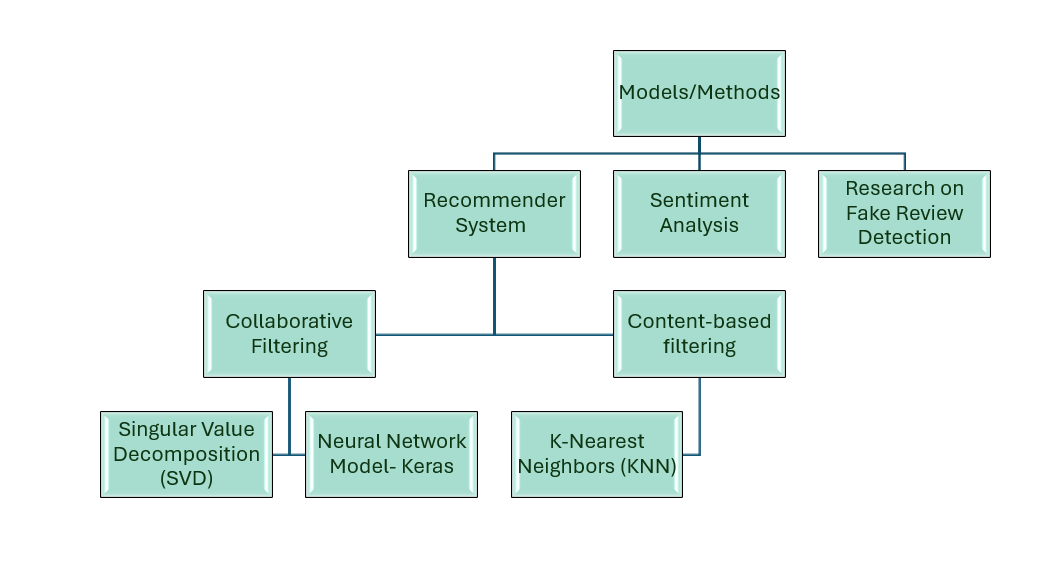 Models/Methods
Recommender
System
Sentiment
Analysis
Research on
Fake Review
Detection
Collaborative
Filtering
Content-based
filtering
Singular Value
Decomposition
(SVD)
Neural Network
Model- Keras
K-Nearest
Neighbors (KNN)